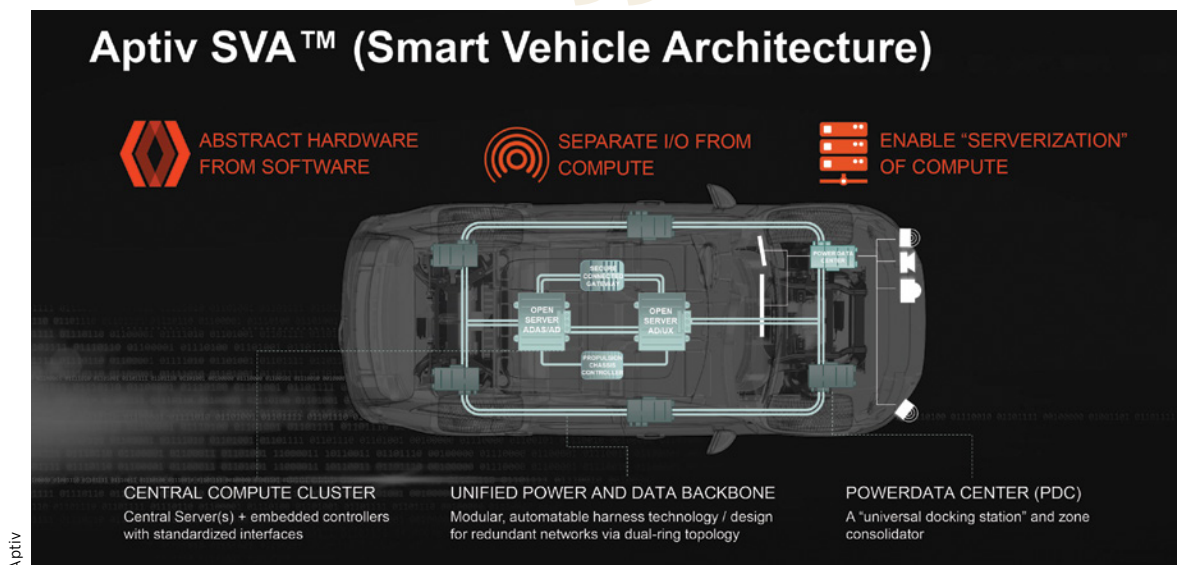 Aptiv SVA™ (Smart Vehicle Architecture)
ABSTRACT HARDWARE
FROM SOFTWARE
SEPARATE I/O FROM
COMPUTE
ENABLE “SERVERIZATION”
OF COMPUTE
POWER DATA
CENTER
SECURE
CONNECTED
GATEWAY
OPEN
SERVER
ADAS/AD
OPEN
SERVER
AD/UX
PROPULSION
CHASSIS
CONTROLLER
CENTRAL COMPUTE CLUSTER
Central Server(s) + embedded controllers
with standardized interfaces
UNIFIED POWER AND DATA BACKBONE
Modular, automatable harness technology / design
for redundant networks via dual-ring topology
POWERDATA CENTER (PDC)
A “universal docking station” and zone
consolidator
Aptiv